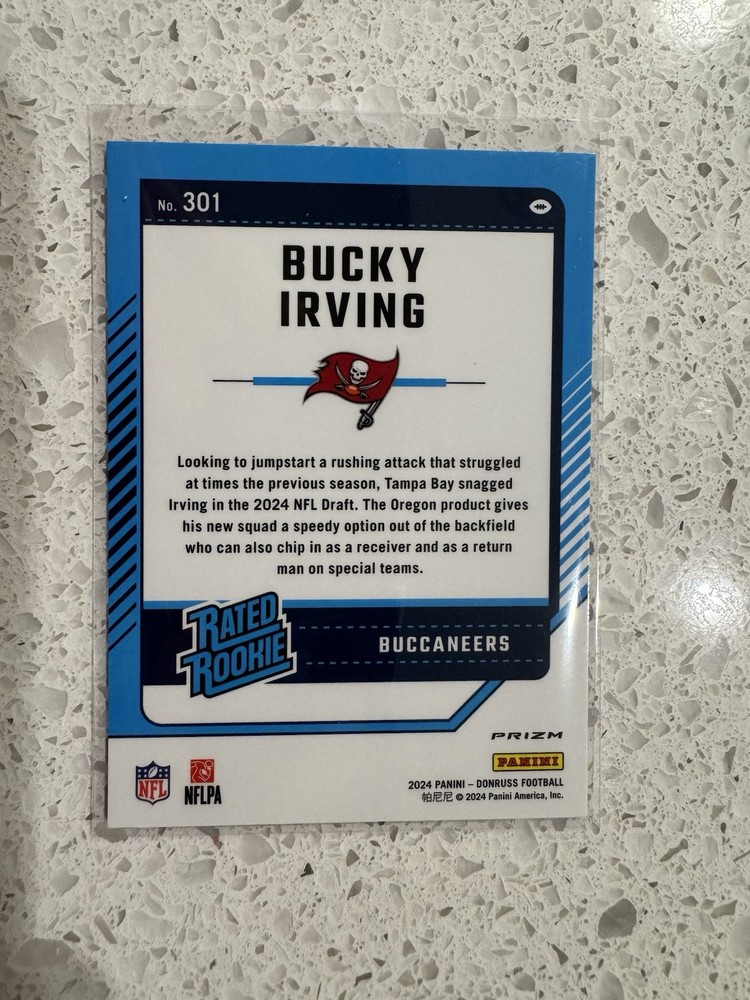 No. 301
BUCKY
IRVING
Looking to jumpstart a rushing attack that struggled
at times the previous season, Tampa Bay snagged
Irving in the 2024 NFL Draft. The Oregon product gives
his new squad a speedy option out of the backfield
who can also chip in as a receiver and as a return
man on special teams.
RATED
ROOKIE
BUCCANEERS
PRIZM
PANINI
NFL
NFLPA
2024 PANINI – DONRUSS FOOTBALL
帕尼尼 © 2024 Panini America, Inc.